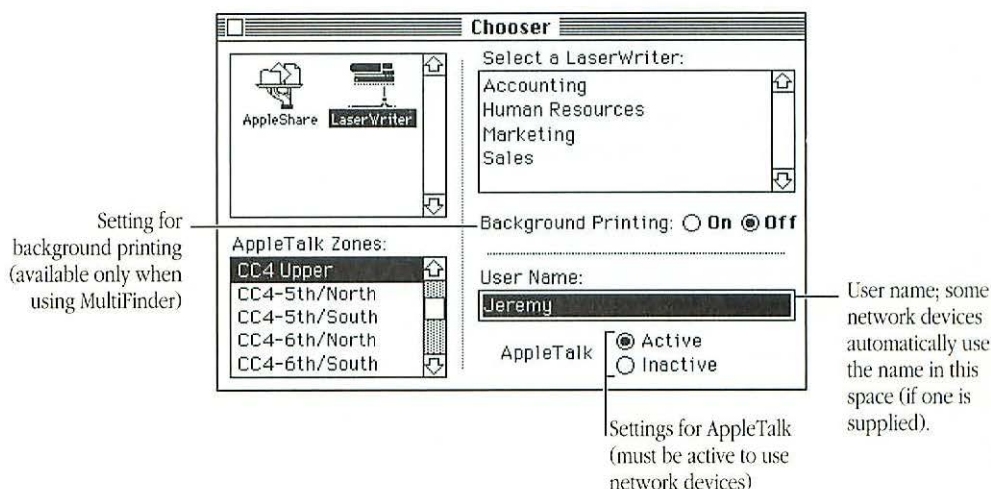 Chooser
AppleShare
LaserWriter
Select a LaserWriter:
Accounting
Human Resources
Marketing
Sales
Background Printing: On Off
Setting for
background printing
(available only when
using MultiFinder)
AppleTalk Zones:
CC4 Upper
CC4-5th/North
CC4-5th/South
CC4-6th/North
CC4-6th/South
User Name:
Jeremy
AppleTalk
Active
Inactive
User name; some
network devices
automatically use
the name in this
space (if one is
supplied).
Settings for AppleTalk
(must be active to use
network devices)